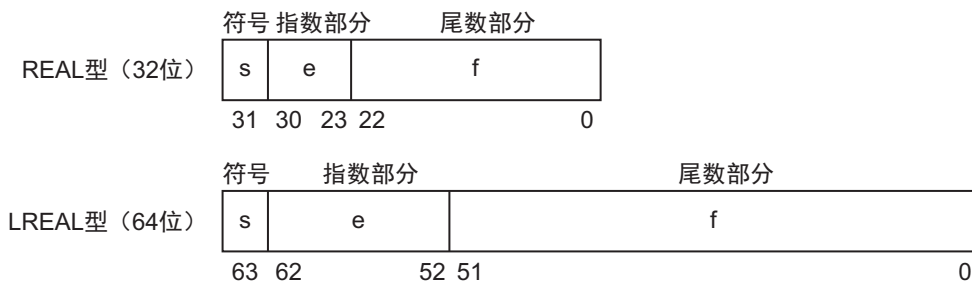 符号 指数部分 尾数部分
REAL型（32位） s e f
31 30 23 22 0
符号 指数部分 尾数部分
LREAL型（64位） s e f
63 62 52 51 0